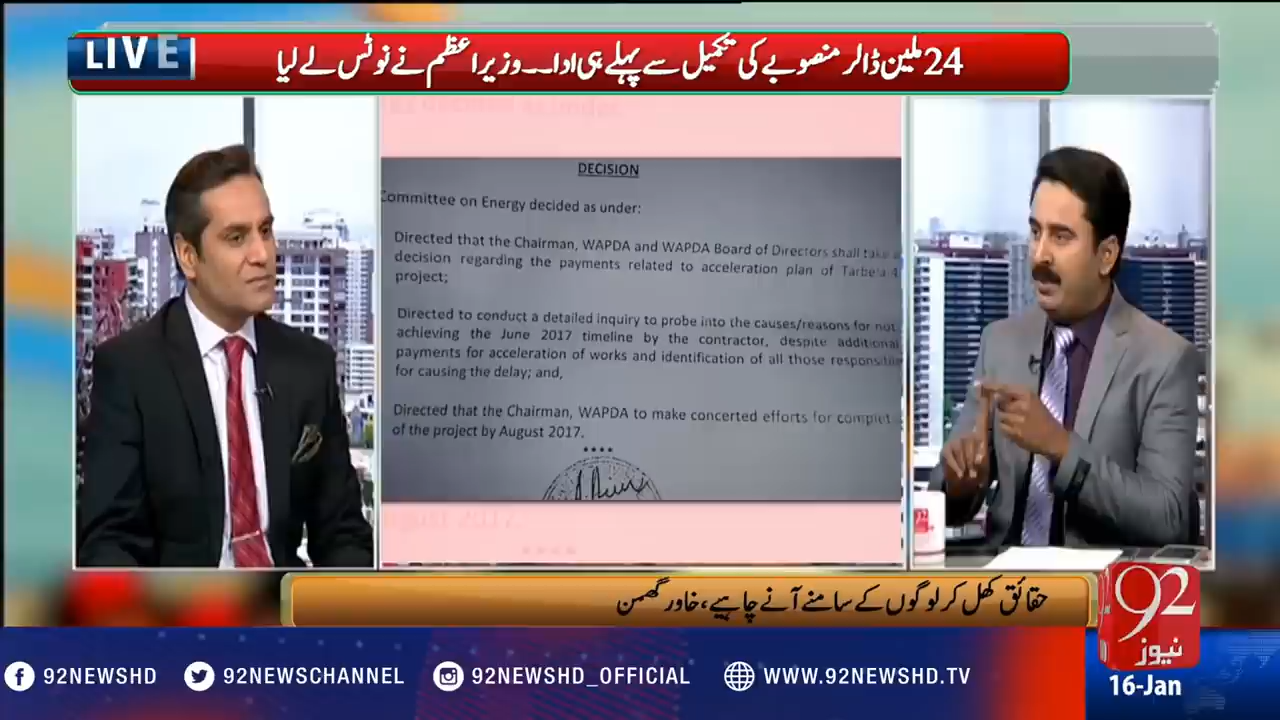 LIVE
24 ملین ڈالر منصوبے کی تکمیل سے پہلے ہی ادا۔۔وزیراعظم نے نوٹس لے لیا
DECISION
Committee on Energy decided as under:
Directed that the Chairman, WAPDA and WAPDA Board of Directors shall take a
decision regarding the payments related to acceleration plan of Tarbela 4
project;
Directed to conduct a detailed inquiry to probe into the causes/reasons for not
achieving the June 2017 timeline by the contractor, despite additional
payments for acceleration of works and identification of all those responsible
for causing the delay; and,
Directed that the Chairman, WAPDA to make concerted efforts for complet
of the project by August 2017.
****
حقائق کھل کر لوگوں کے سامنے آنے چاہیے، خاور گھمن
92
نیوز
16-Jan
92NEWSHD
92NEWSCHANNEL
92NEWSHD_OFFICIAL
WWW.92NEWSHD.TV